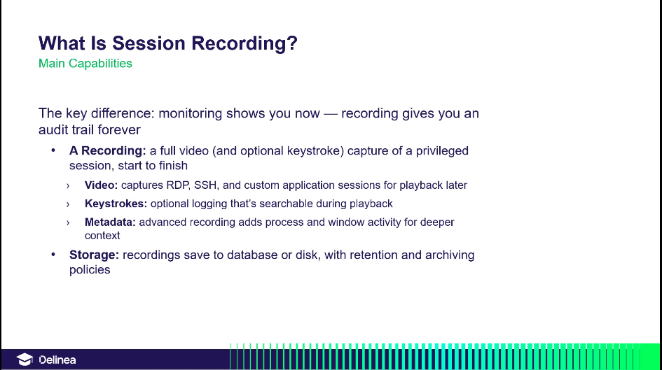 What Is Session Recording?
Main Capabilities
The key difference: monitoring shows you now — recording gives you an
audit trail forever
• A Recording: a full video (and optional keystroke) capture of a privileged
session, start to finish
› Video: captures RDP, SSH, and custom application sessions for playback later
› Keystrokes: optional logging that's searchable during playback
› Metadata: advanced recording adds process and window activity for deeper
context
• Storage: recordings save to database or disk, with retention and archiving
policies
Delinea